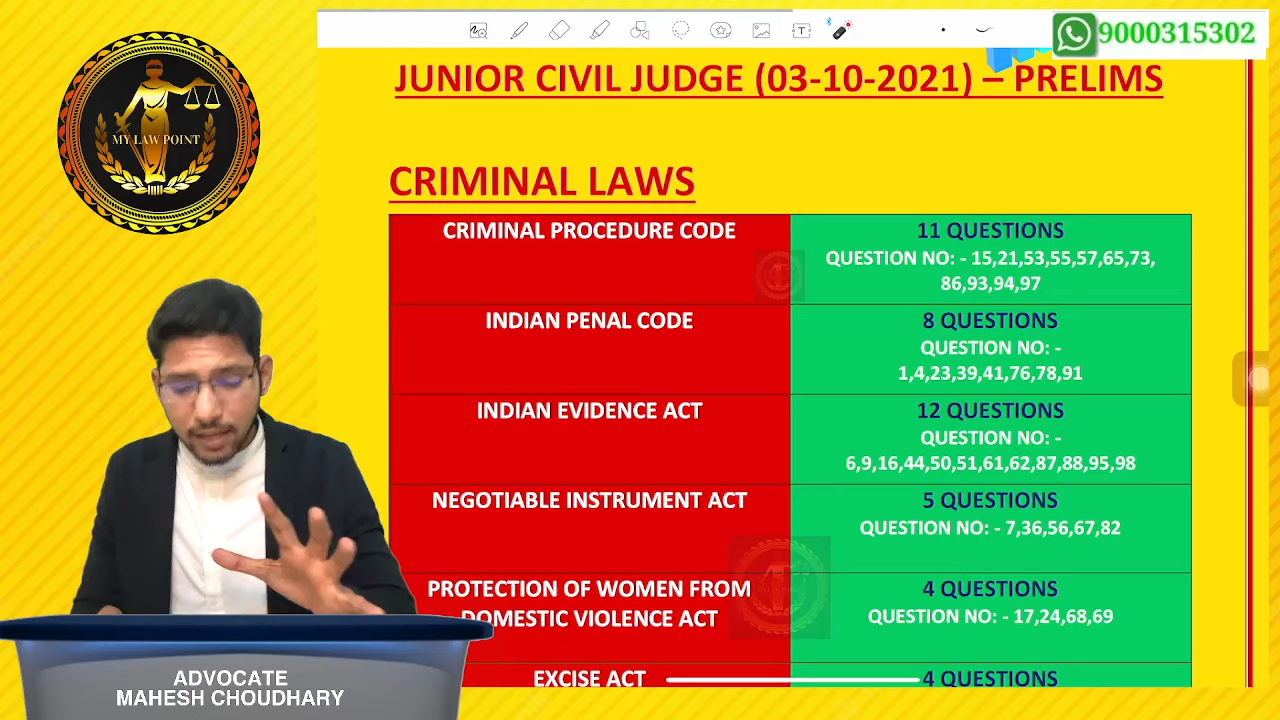 9000315302
MY LAW POINT
JUNIOR CIVIL JUDGE (03-10-2021) – PRELIMS
CRIMINAL LAWS
CRIMINAL PROCEDURE CODE
11 QUESTIONS
QUESTION NO: - 15,21,53,55,57,65,73,
86,93,94,97
INDIAN PENAL CODE
8 QUESTIONS
QUESTION NO: -
1,4,23,39,41,76,78,91
INDIAN EVIDENCE ACT
12 QUESTIONS
QUESTION NO: -
6,9,16,44,50,51,61,62,87,88,95,98
NEGOTIABLE INSTRUMENT ACT
5 QUESTIONS
QUESTION NO: - 7,36,56,67,82
PROTECTION OF WOMEN FROM
DOMESTIC VIOLENCE ACT
4 QUESTIONS
QUESTION NO: - 17,24,68,69
EXCISE ACT
4 QUESTIONS
ADVOCATE
MAHESH CHOUDHARY